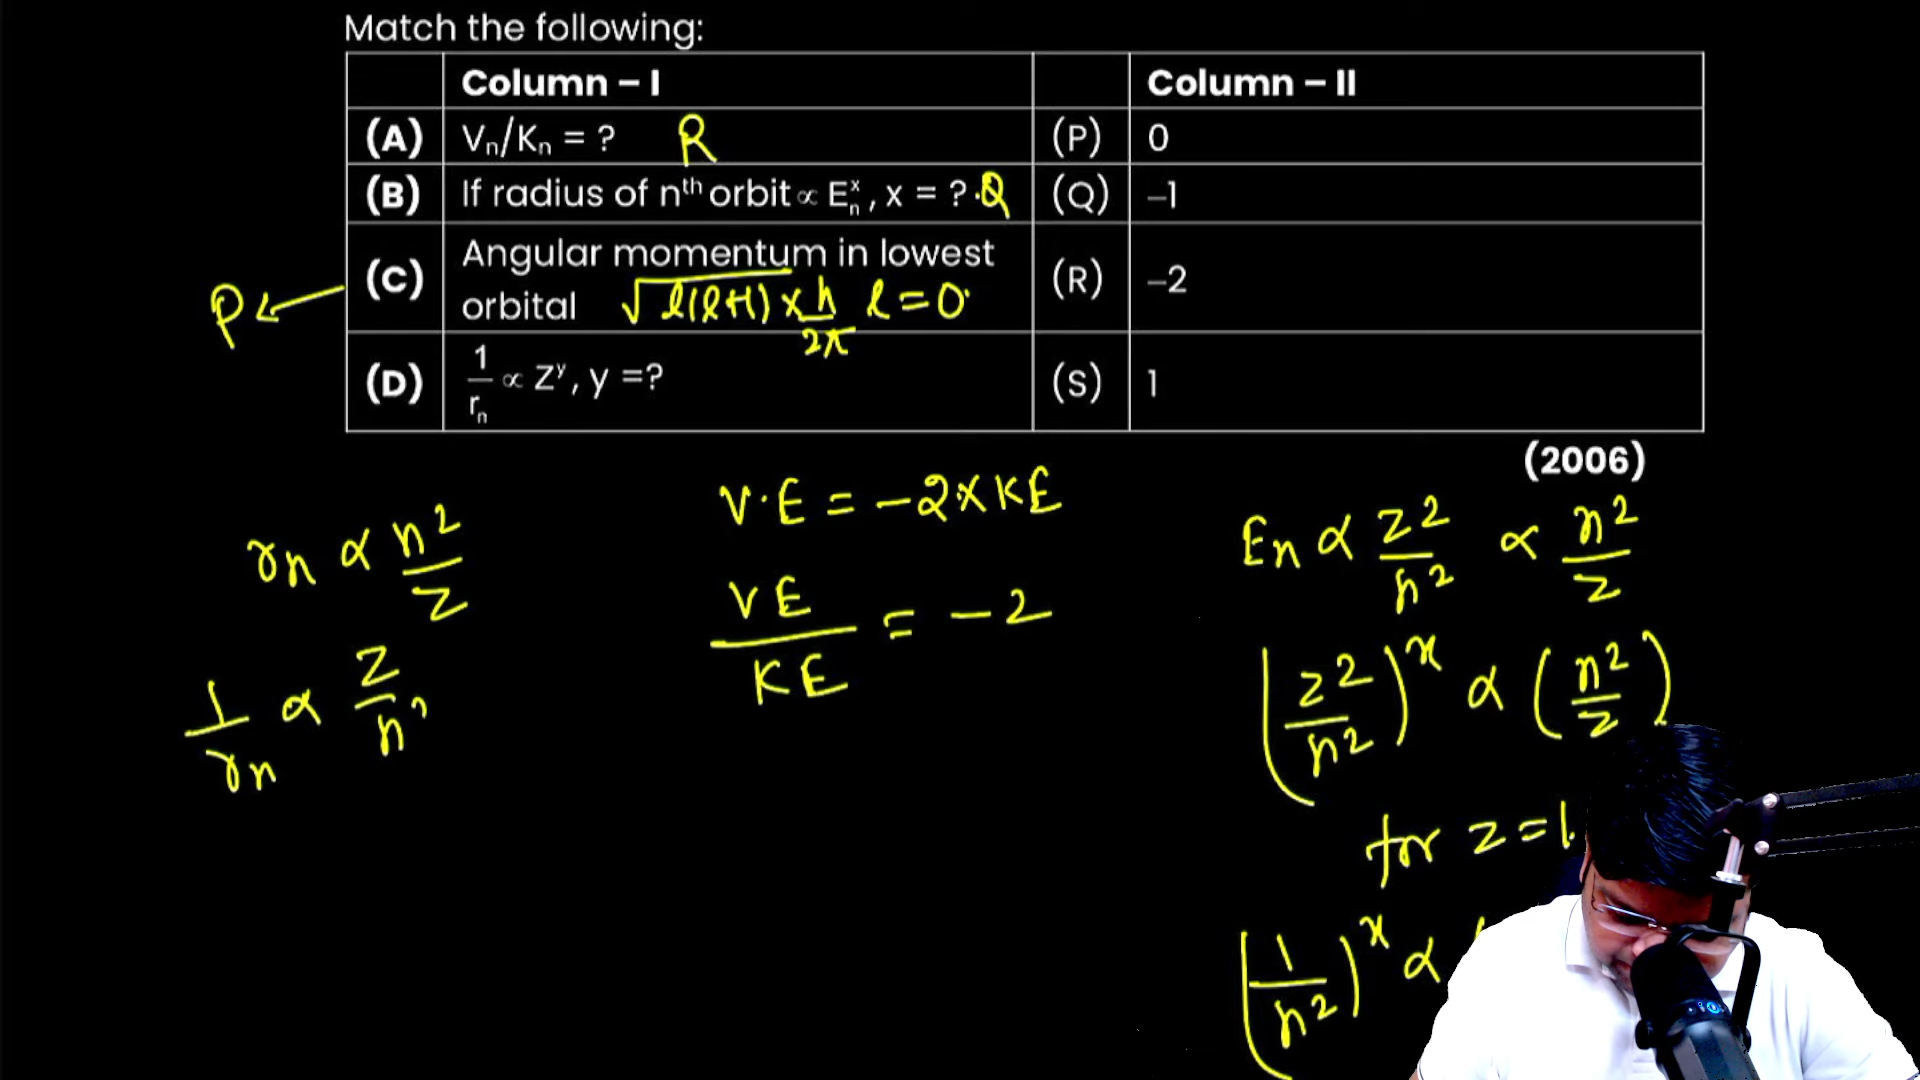 Match the following:
Column – I Column – II
(A) Vn/Kn = ? R (P) 0
(B) If radius of nth orbit ∝ Enˣ, x = ? Q (Q) –1
(C) Angular momentum in lowest orbital √l(l+1) × h/2π l = 0 (R) –2
P
(D) 1/rn ∝ Zʸ, y =? (S) 1
(2006)
rn ∝ n²/Z
1/rn ∝ Z/n²
V.E = -2 × KE
VE/KE = -2
En ∝ Z²/n² ∝ n²/Z
(Z²/n²)ˣ ∝ (n²/Z)
for Z = 1
(1/n²)ˣ ∝